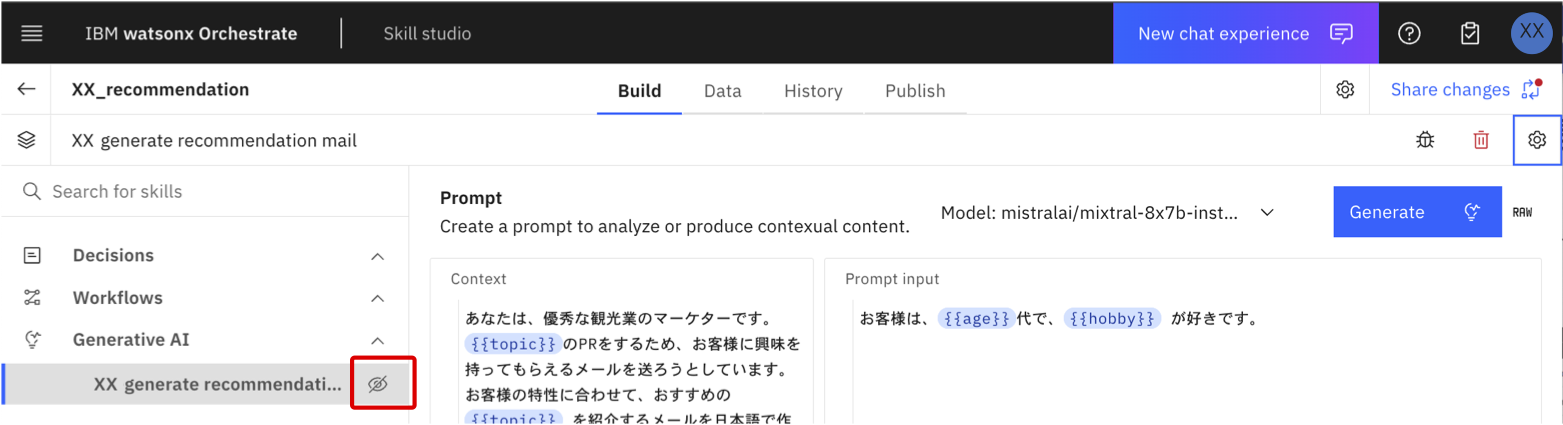 IBM watsonx Orchestrate
Skill studio
New chat experience
XX
XX_recommendation
Build
Data
History
Publish
Share changes
XX generate recommendation mail
Search for skills
Prompt
Create a prompt to analyze or produce contexual content.
Model: mistralai/mixtral-8x7b-inst...
Generate
RAW
Decisions
Workflows
Generative AI
XX generate recommendati...
Context
あなたは、優秀な観光業のマーケターです。
{{topic}}のPRをするため、お客様に興味を
持ってもらえるメールを送ろうとしています。
お客様の特性に合わせて、おすすめの
{{topic}} を紹介するメールを日本語で作
Prompt input
お客様は、{{age}}代で、{{hobby}} が好きです。